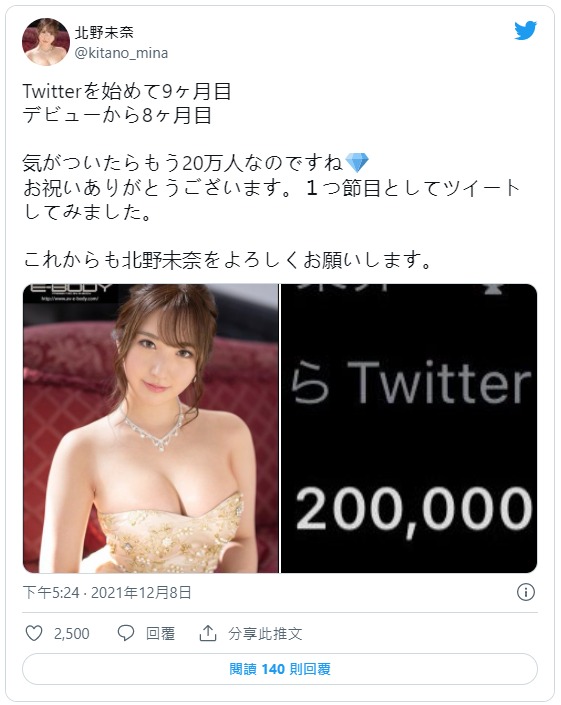 北野未奈
@kitano_mina
Twitterを始めて9ヶ月目
デビューから8ヶ月目
気がついたらもう20万人なのですね💎
お祝いありがとうございます。１つ節目としてツイート
してみました。
これからも北野未奈をよろしくお願いします。
E-BODY
http://www.av-e-body.com/
ら Twitter
200,000
下午5:24 · 2021年12月8日
2,500 回覆 分享此推文
閱讀 140 則回覆